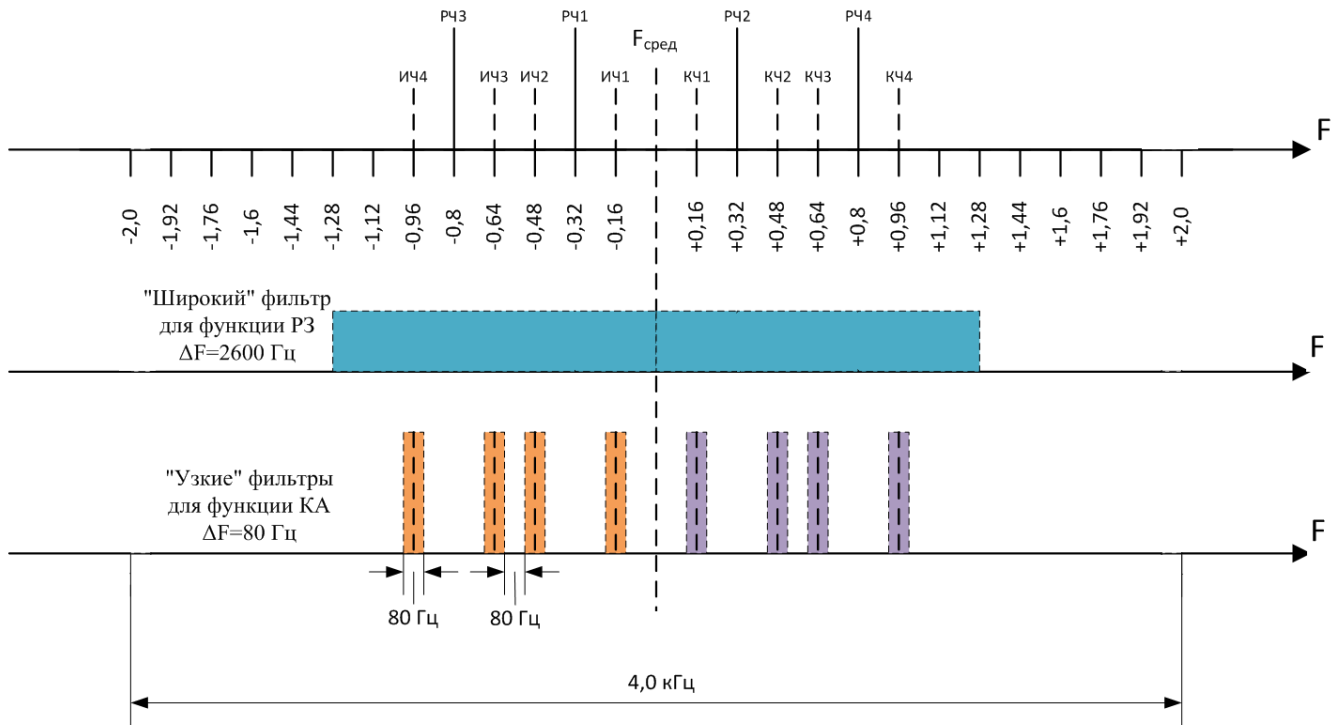 РЧ3 РЧ1 РЧ2 РЧ4
Fсред
ИЧ4 ИЧ3 ИЧ2 ИЧ1 КЧ1 КЧ2 КЧ3 КЧ4
F
-2,0 -1,92 -1,76 -1,6 -1,44 -1,28 -1,12 -0,96 -0,8 -0,64 -0,48 -0,32 -0,16 +0,16 +0,32 +0,48 +0,64 +0,8 +0,96 +1,12 +1,28 +1,44 +1,6 +1,76 +1,92 +2,0
"Широкий" фильтр
для функции РЗ
ΔF=2600 Гц
F
"Узкие" фильтры
для функции КА
ΔF=80 Гц
F
80 Гц 80 Гц
4,0 кГц